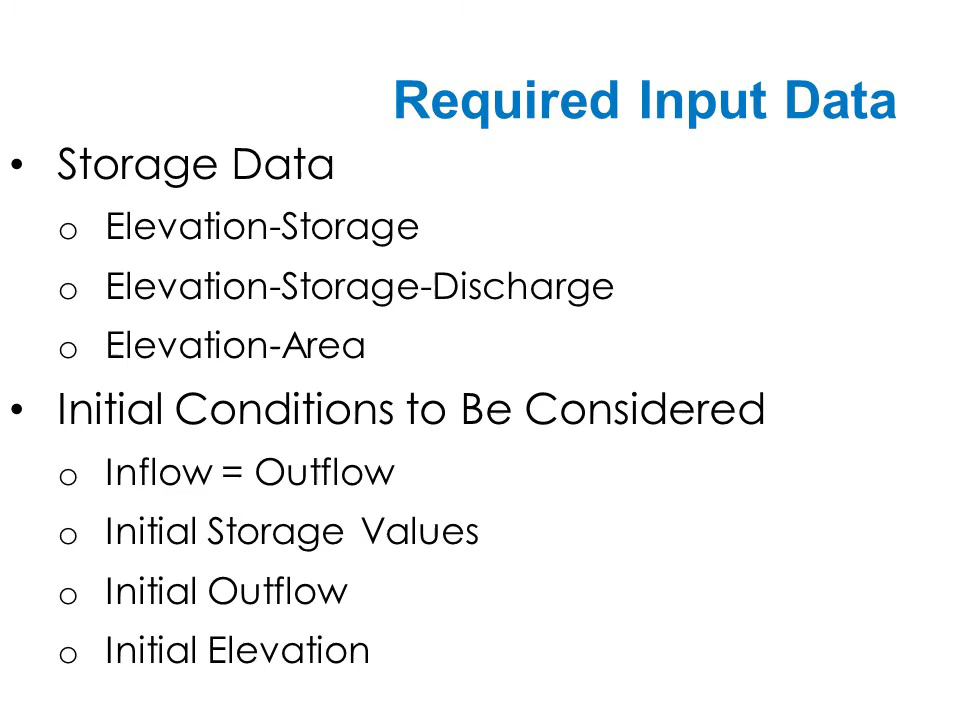 Required Input Data
• Storage Data
o Elevation-Storage
o Elevation-Storage-Discharge
o Elevation-Area
• Initial Conditions to Be Considered
o Inflow = Outflow
o Initial Storage Values
o Initial Outflow
o Initial Elevation